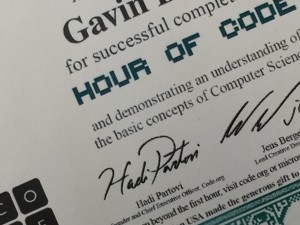 Gavin
for successful comple
HOUR OF CODE
and demonstrating an understanding of
the basic concepts of Computer Scienc
Hadi Partovi
Hadi Partovi
Founder and Chief Executive Officer, Code.org
Jens Berge
Lead Creative Dire
beyond the first hour, visit code.org or
USA made the generous gift to